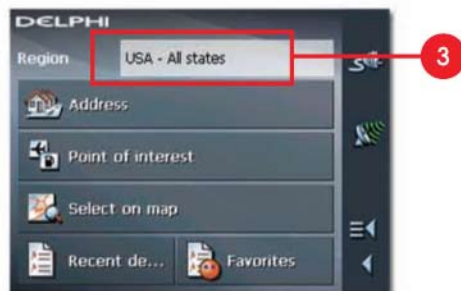 DELPHI
Region USA - All states
3
Address
Point of interest
Select on map
Recent de... Favorites